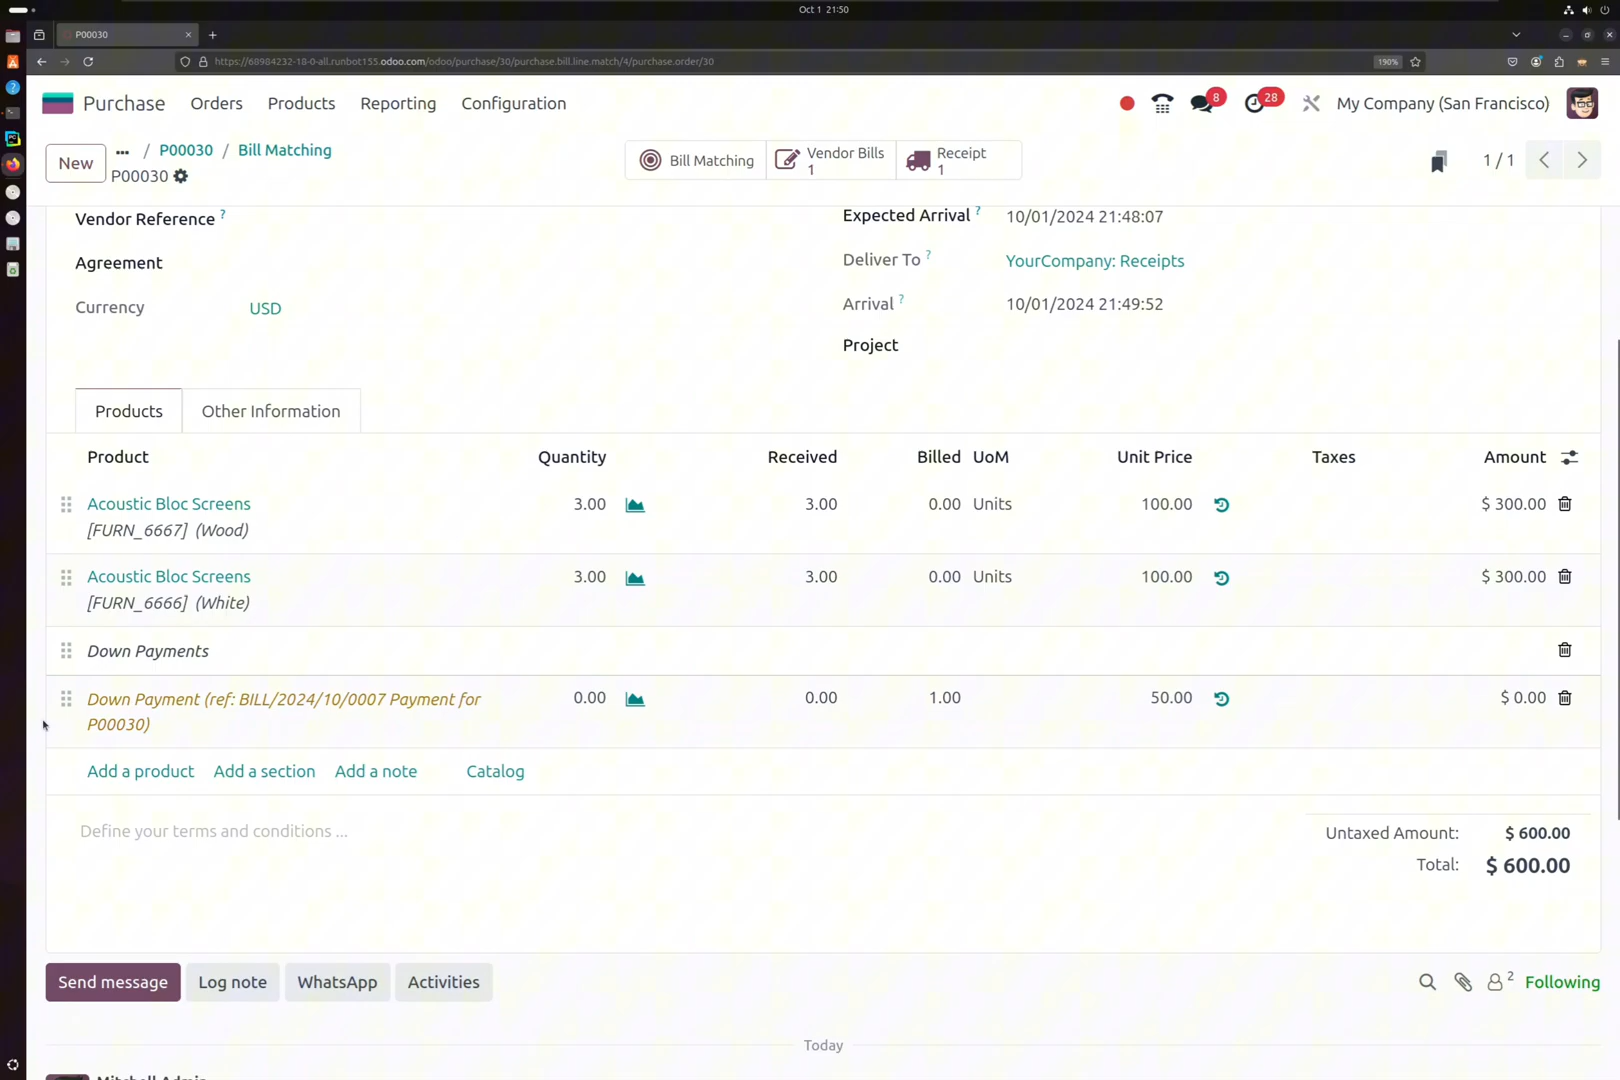 Oct 1 21:50
P00030
https://68984232-18-0-all.runbot155.odoo.com/odoo/purchase/30/purchase.bill.line.match/4/purchase.order/30
190%
Purchase Orders Products Reporting Configuration
8 28 My Company (San Francisco)
New
... / P00030 / Bill Matching
P00030
Bill Matching
Vendor Bills
1
Receipt
1
1 / 1
Vendor Reference ?
Agreement
Currency USD
Expected Arrival ? 10/01/2024 21:48:07
Deliver To ? YourCompany: Receipts
Arrival ? 10/01/2024 21:49:52
Project
Products Other Information
Product Quantity Received Billed UoM Unit Price Taxes Amount
Acoustic Bloc Screens 3.00 3.00 0.00 Units 100.00 $ 300.00
[FURN_6667] (Wood)
Acoustic Bloc Screens 3.00 3.00 0.00 Units 100.00 $ 300.00
[FURN_6666] (White)
Down Payments
Down Payment (ref: BILL/2024/10/0007 Payment for 0.00 0.00 1.00 50.00 $ 0.00
P00030)
Add a product Add a section Add a note Catalog
Define your terms and conditions ...
Untaxed Amount: $ 600.00
Total: $ 600.00
Send message Log note WhatsApp Activities
2 Following
Today
Mitchell Admin